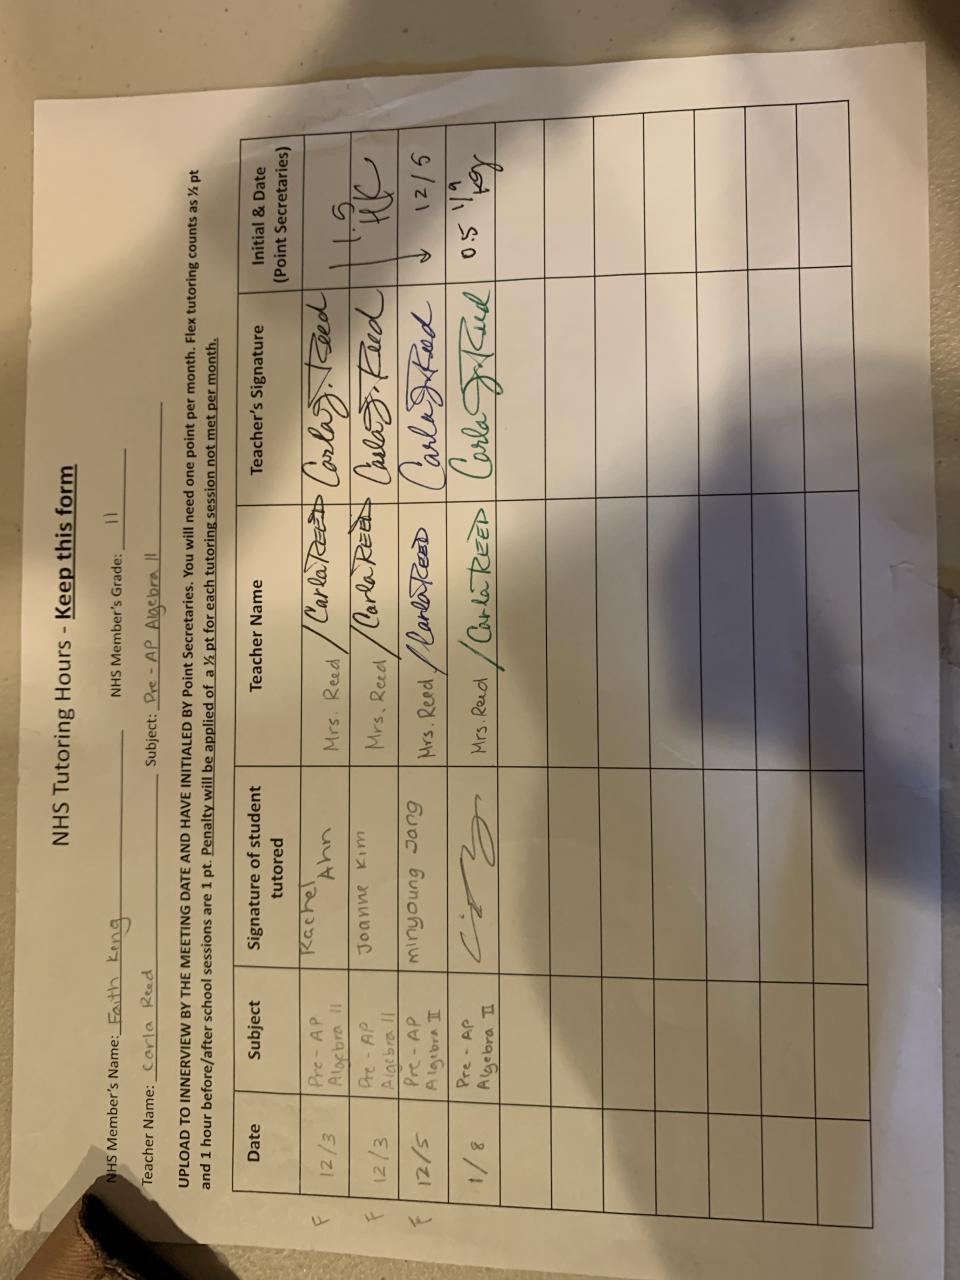 NHS Tutoring Hours - Keep this form
NHS Member's Name: Faith Keng NHS Member's Grade: 11
Teacher Name: Carla Reed Subject: Pre-AP Algebra II
UPLOAD TO INNERVIEW BY THE MEETING DATE AND HAVE INITIALED BY Point Secretaries. You will need one point per month. Flex tutoring counts as ½ pt
and 1 hour before/after school sessions are 1 pt. Penalty will be applied of a ½ pt for each tutoring session not met per month.
Date Subject Signature of student tutored Teacher Name Teacher's Signature Initial & Date (Point Secretaries)
F 12/3 Pre-AP Algebra II Rachel Ahn Mrs. Reed / Carla REED Carla J. Reed 1.5
F 12/3 Pre-AP Algebra II Joanne Kim Mrs. Reed / Carla REED Carla J. Reed HK
F 12/5 Pre-AP Algebra II minyoung Jang Mrs. Reed / Carla REED Carla J. Reed ↓ 12/5
1/8 Pre-AP Algebra II Mrs. Reed / Carla REED Carla J. Reed 0.5 1/9